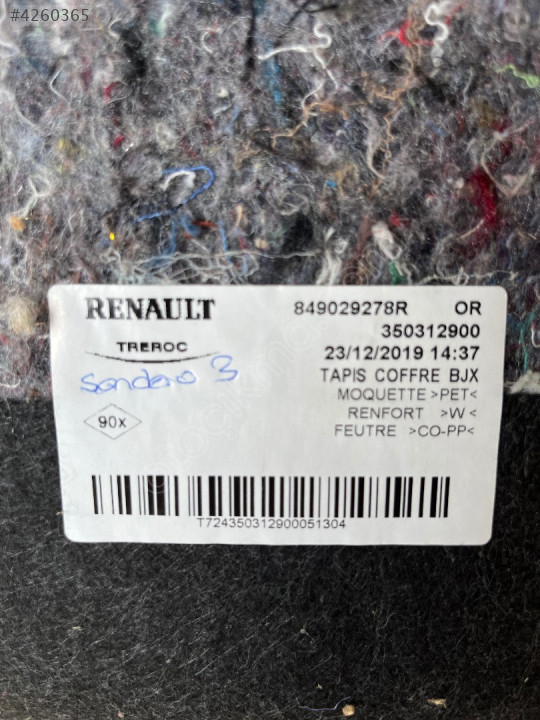 #4260365
RENAULT
849029278R OR
350312900
TREROC
23/12/2019 14:37
Sandero 3
TAPIS COFFRE BJX
MOQUETTE >PET<
90x
RENFORT >W<
FEUTRE >CO-PP<
T724350312900051304